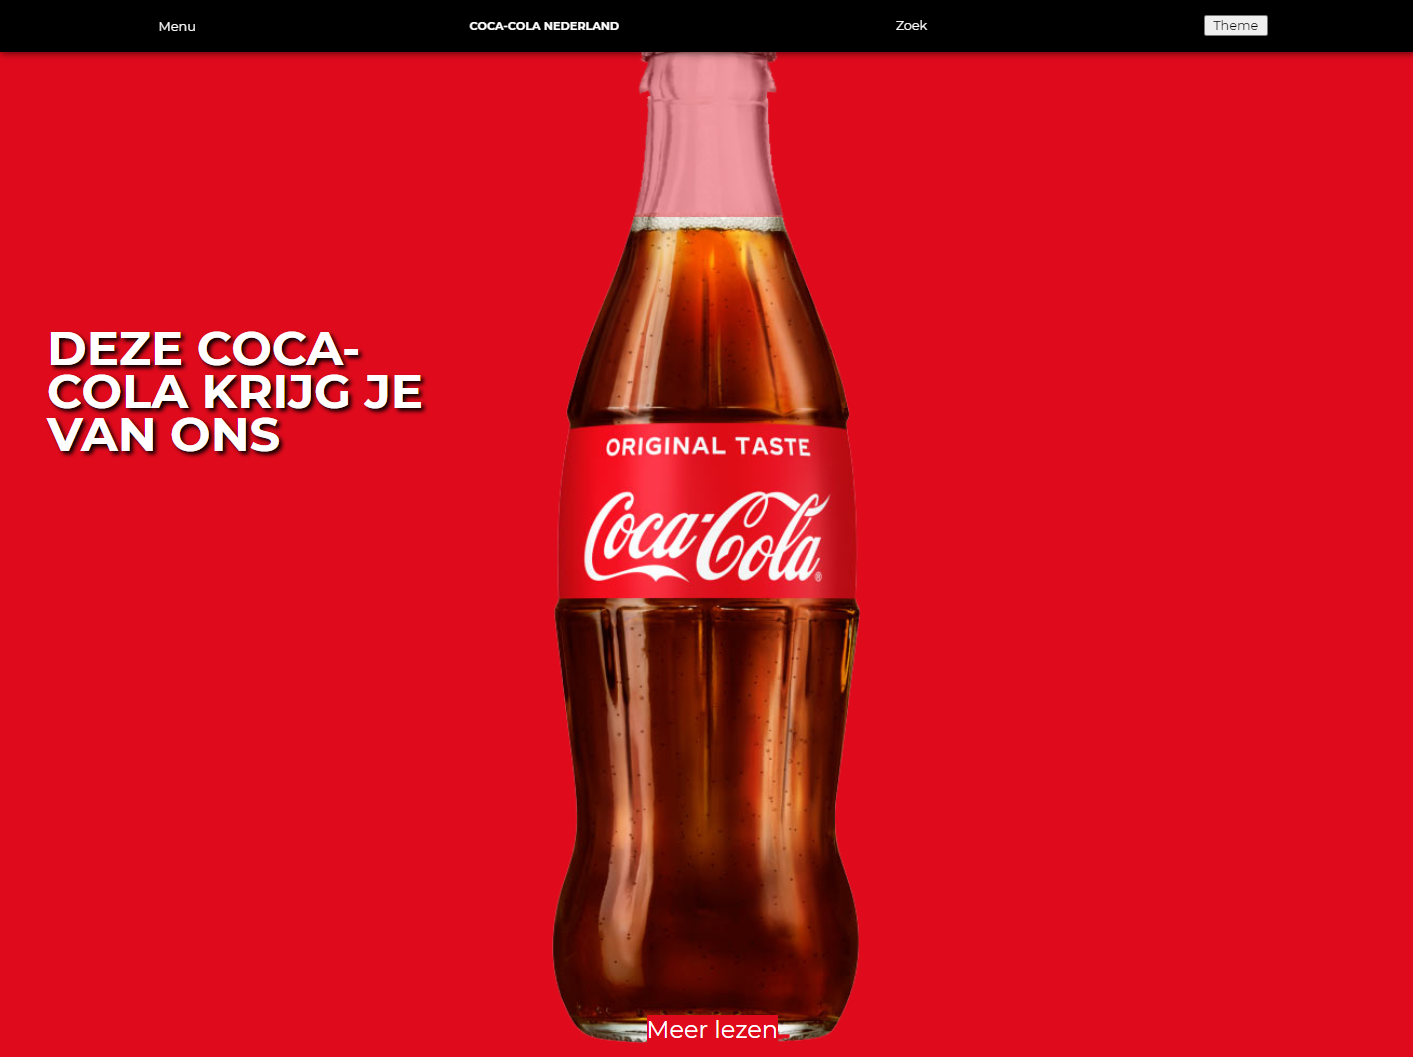 Menu
COCA-COLA NEDERLAND
Zoek
Theme
DEZE COCA-
COLA KRIJG JE
VAN ONS
ORIGINAL TASTE
Coca-Cola®
Meer lezen